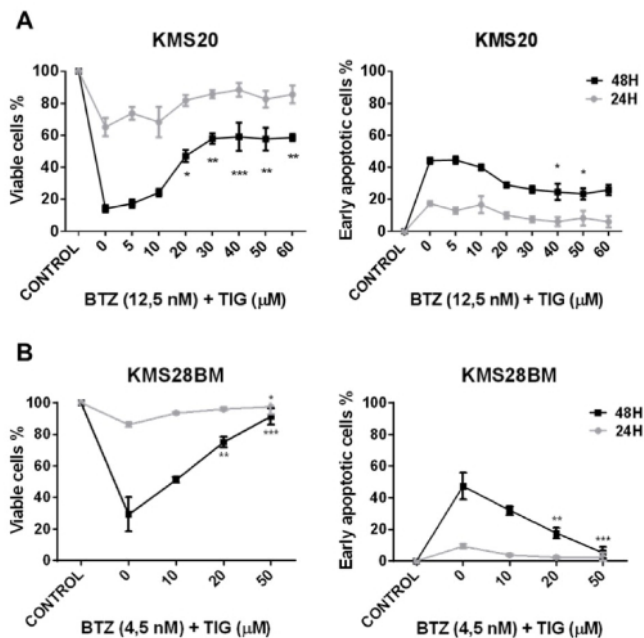 A
KMS20
Viable cells %
100
80
60
40
20
0
* ** *** ** **
CONTROL 0 5 10 20 30 40 50 60
BTZ (12,5 nM) + TIG (μM)
KMS20
48H
24H
Early apoptotic cells %
100
80
60
40
20
0
* *
CONTROL 0 5 10 20 30 40 50 60
BTZ (12,5 nM) + TIG (μM)
B
KMS28BM
Viable cells %
100
80
60
40
20
0
*
** ***
CONTROL 0 10 20 50
BTZ (4,5 nM) + TIG (μM)
KMS28BM
48H
24H
Early apoptotic cells %
100
80
60
40
20
0
** ***
CONTROL 0 10 20 50
BTZ (4,5 nM) + TIG (μM)